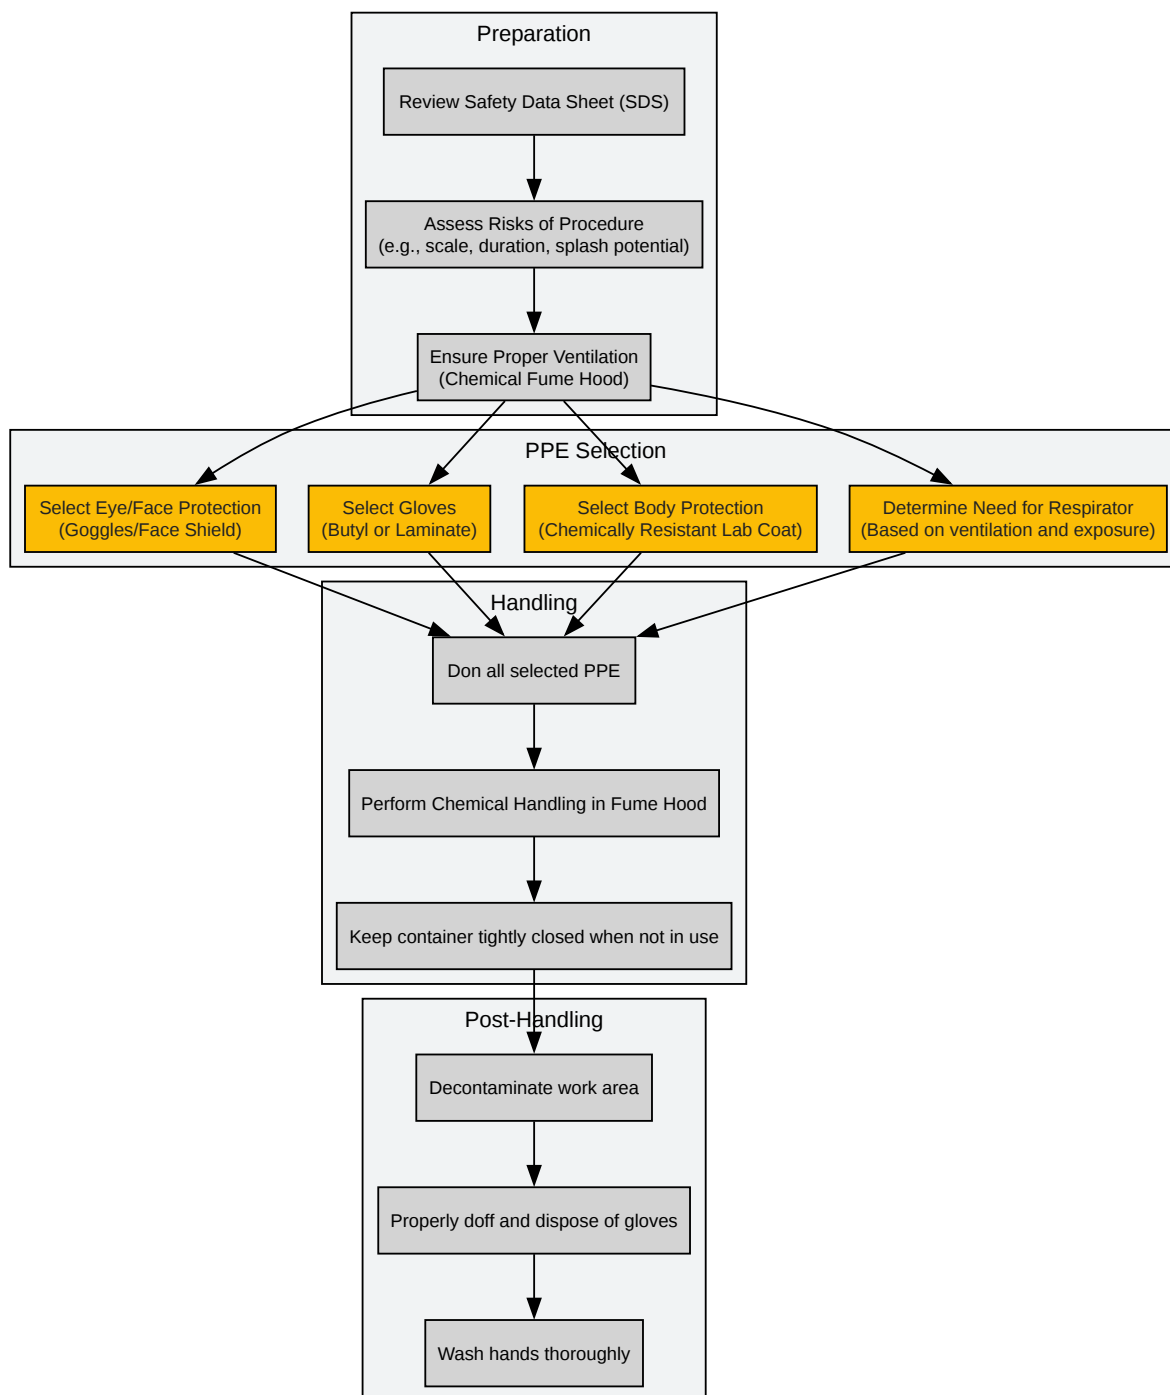 Preparation
Review Safety Data Sheet (SDS)
Assess Risks of Procedure
(e.g., scale, duration, splash potential)
Ensure Proper Ventilation
(Chemical Fume Hood)
PPE Selection
Select Eye/Face Protection
(Goggles/Face Shield)
Select Gloves
(Butyl or Laminate)
Select Body Protection
(Chemically Resistant Lab Coat)
Determine Need for Respirator
(Based on ventilation and exposure)
Handling
Don all selected PPE
Perform Chemical Handling in Fume Hood
Keep container tightly closed when not in use
Post-Handling
Decontaminate work area
Properly doff and dispose of gloves
Wash hands thoroughly